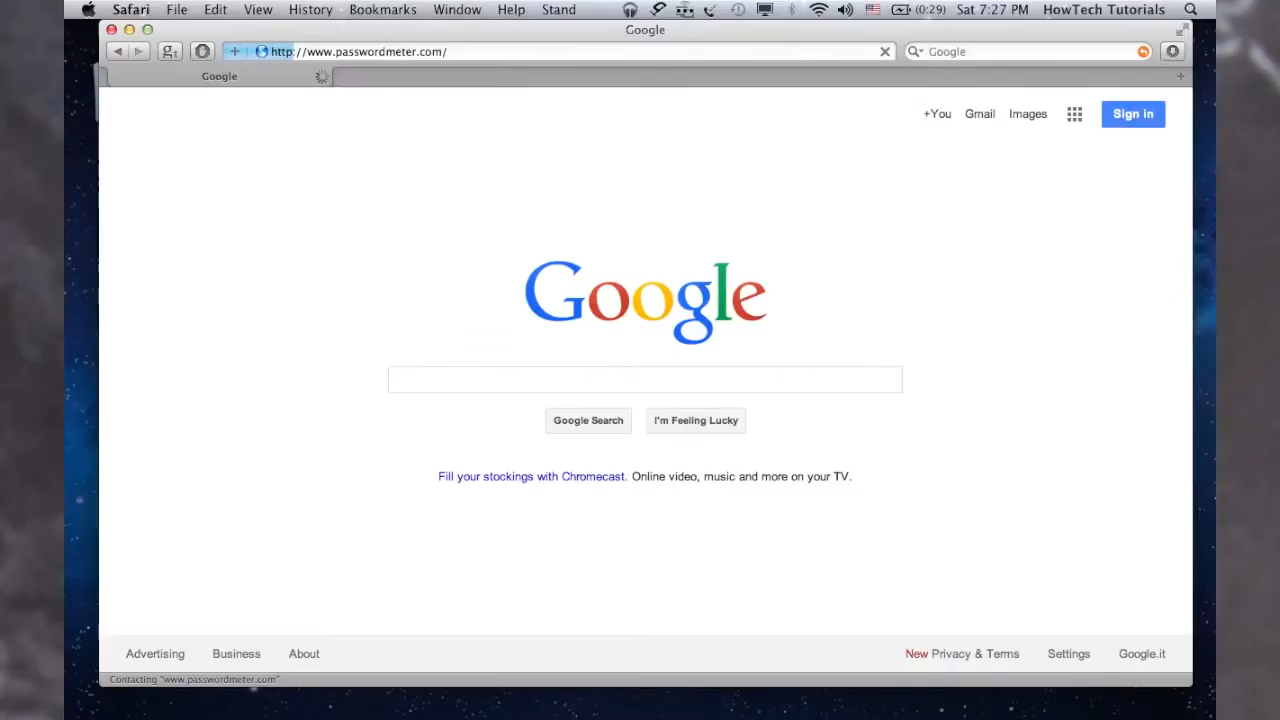 Safari File Edit View History Bookmarks Window Help Stand (0:29) Sat 7:27 PM HowTech Tutorials
Google
http://www.passwordmeter.com/ Google
Google
+You Gmail Images Sign in
Google
Google Search I'm Feeling Lucky
Fill your stockings with Chromecast. Online video, music and more on your TV.
Advertising Business About New Privacy & Terms Settings Google.it
Contacting "www.passwordmeter.com"